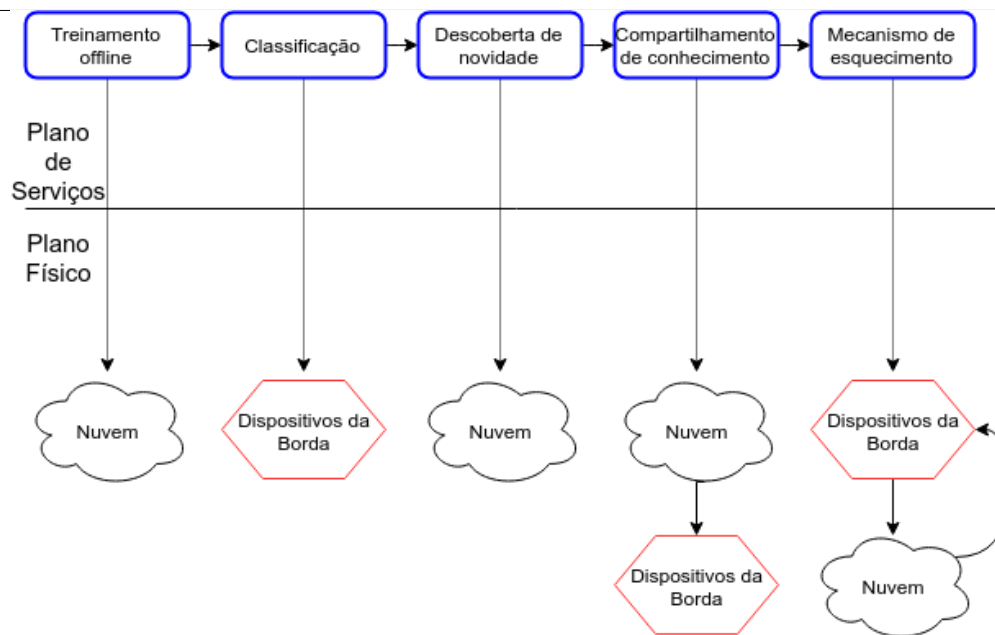 Treinamento
offline
Classificação
Descoberta de
novidade
Compartilhamento
de conhecimento
Mecanismo de
esquecimento
Plano
de
Serviços
Plano
Físico
Nuvem
Dispositivos da
Borda
Nuvem
Nuvem
Dispositivos da
Borda
Dispositivos da
Borda
Nuvem